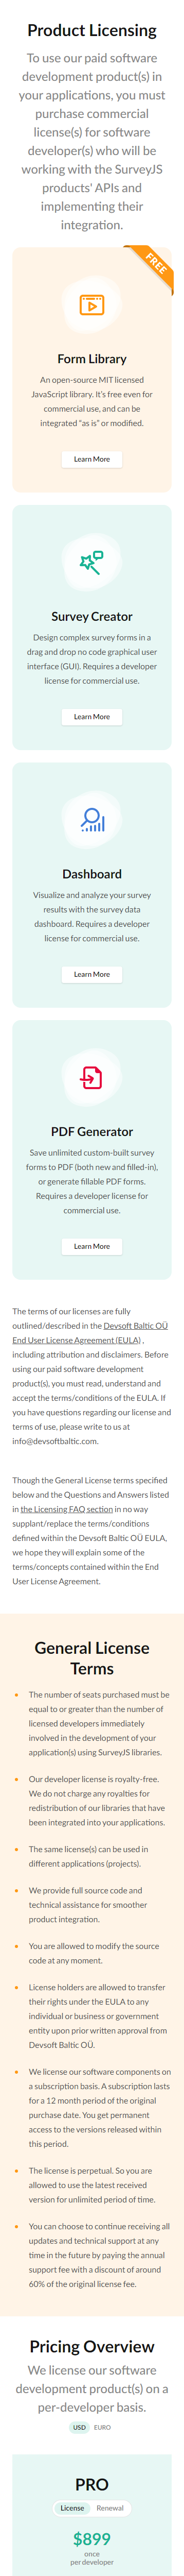 Product Licensing
To use our paid software
development product(s) in
your applications, you must
purchase commercial
license(s) for software
developer(s) who will be
working with the SurveyJS
products' APIs and
implementing their
integration.
FREE
Form Library
An open-source MIT licensed
JavaScript library. It's free even for
commercial use, and can be
integrated “as is” or modified.
Learn More
Survey Creator
Design complex survey forms in a
drag and drop no code graphical user
interface (GUI). Requires a developer
license for commercial use.
Learn More
Dashboard
Visualize and analyze your survey
results with the survey data
dashboard. Requires a developer
license for commercial use.
Learn More
PDF Generator
Save unlimited custom-built survey
forms to PDF (both new and filled-in),
or generate fillable PDF forms.
Requires a developer license for
commercial use.
Learn More
The terms of our licenses are fully
outlined/described in the Devsoft Baltic OÜ
End User License Agreement (EULA) ,
including attribution and disclaimers. Before
using our paid software development
product(s), you must read, understand and
accept the terms/conditions of the EULA. If
you have questions regarding our license and
terms of use, please write to us at
info@devsoftbaltic.com.
Though the General License terms specified
below and the Questions and Answers listed
in the Licensing FAQ section in no way
supplant/replace the terms/conditions
defined within the Devsoft Baltic OÜ EULA,
we hope they will explain some of the
terms/concepts contained within the End
User License Agreement.
General License
Terms
• The number of seats purchased must be
equal to or greater than the number of
licensed developers immediately
involved in the development of your
application(s) using SurveyJS libraries.
• Our developer license is royalty-free.
We do not charge any royalties for
redistribution of our libraries that have
been integrated into your applications.
• The same license(s) can be used in
different applications (projects).
• We provide full source code and
technical assistance for smoother
product integration.
• You are allowed to modify the source
code at any moment.
• License holders are allowed to transfer
their rights under the EULA to any
individual or business or government
entity upon prior written approval from
Devsoft Baltic OÜ.
• We license our software components on
a subscription basis. A subscription lasts
for a 12 month period of the original
purchase date. You get permanent
access to the versions released within
this period.
• The license is perpetual. So you are
allowed to use the latest received
version for unlimited period of time.
• You can choose to continue receiving all
updates and technical support at any
time in the future by paying the annual
support fee with a discount of around
60% of the original license fee.
Pricing Overview
We license our software
development product(s) on a
per-developer basis.
USD EURO
PRO
License Renewal
$899
once
per developer